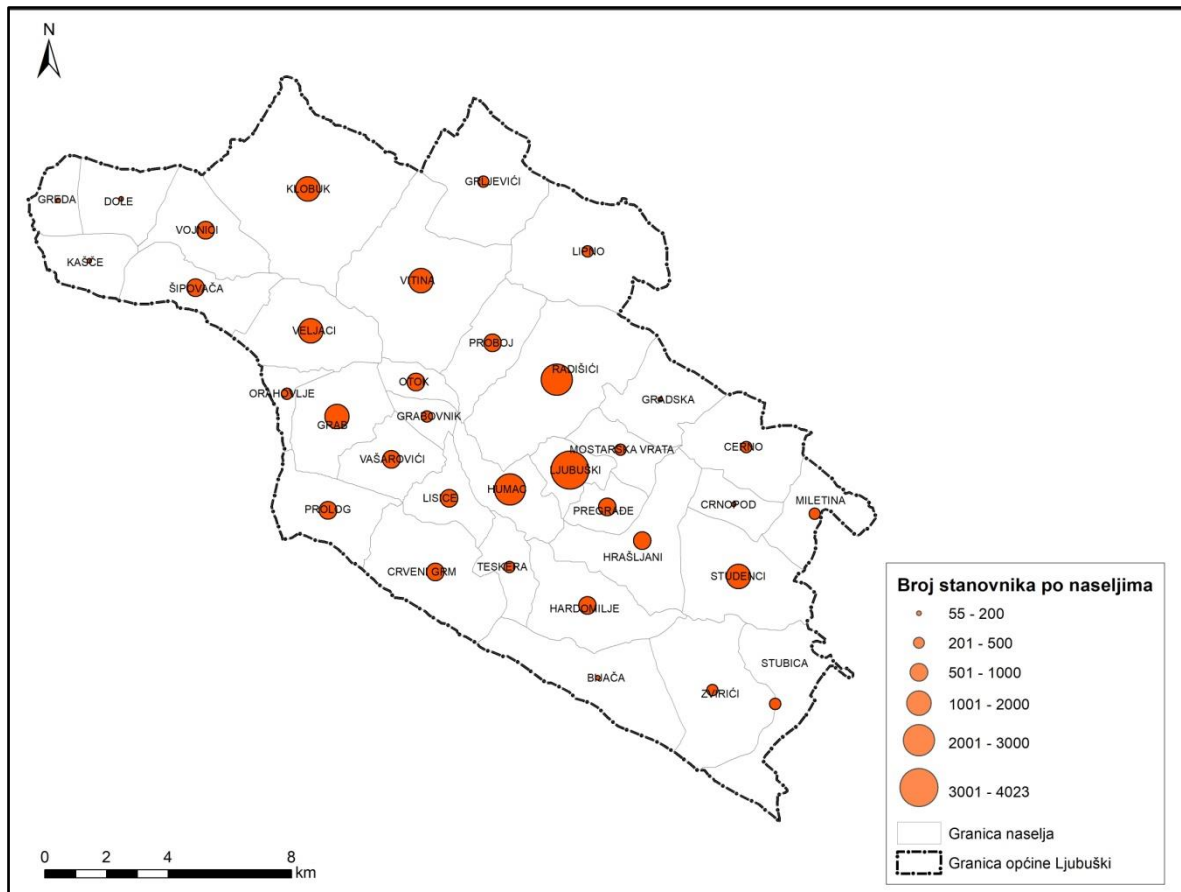 N
KLOBUK
GRLJEVIĆI
GREDA
DOLE
VOJNIĆI
LIPNO
KAŠČE
ŠIPOVAČA
VITINA
VELJACI
PROBOJ
RADIŠIĆI
OTOK
ORAHOVLJE
GRADSKA
GRABOVNIK
GRAB
MOSTARSKA VRATA
CERNO
VAŠAROVIĆI
LJUBUŠKI
HUMAC
LISICE
MILETINA
CRNOPOD
PROLOG
PREGRAĐE
HRAŠLJANI
TESKERA
CRVENI GRM
STUDENCI
HARDOMILJE
STUBICA
BIJAČA
ZVIRIĆI
Broj stanovnika po naseljima
55 - 200
201 - 500
501 - 1000
1001 - 2000
2001 - 3000
3001 - 4023
Granica naselja
Granica općine Ljubuški
0 2 4 8
km